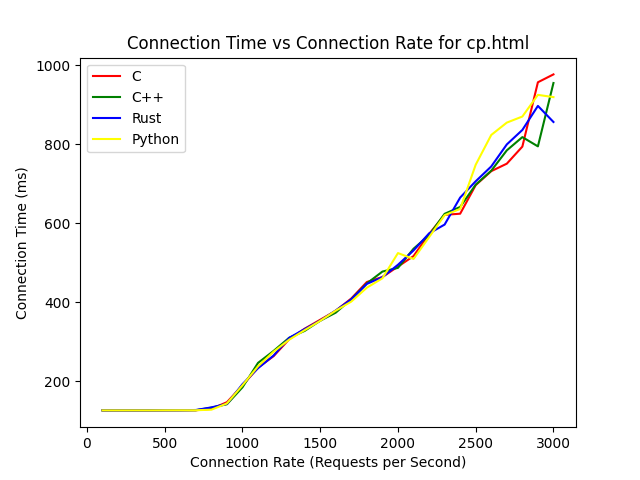 Connection Time vs Connection Rate for cp.html
1000
800
600
400
200
Connection Time (ms)
C
C++
Rust
Python
0
500
1000
1500
2000
2500
3000
Connection Rate (Requests per Second)